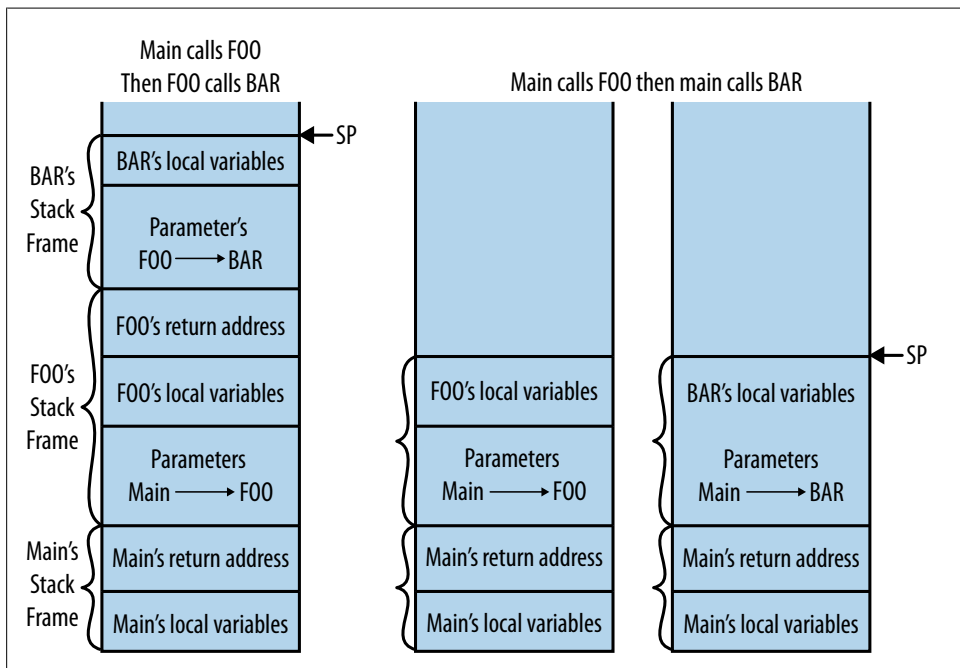 Main calls FOO
Then FOO calls BAR
SP
BAR's local variables
BAR's
Stack
Frame
Parameter's
FOO → BAR
FOO's return address
FOO's
Stack
Frame
FOO's local variables
Parameters
Main → FOO
Main's
Stack
Frame
Main's return address
Main's local variables
Main calls FOO then main calls BAR
FOO's local variables
Parameters
Main → FOO
Main's return address
Main's local variables
SP
BAR's local variables
Parameters
Main → BAR
Main's return address
Main's local variables